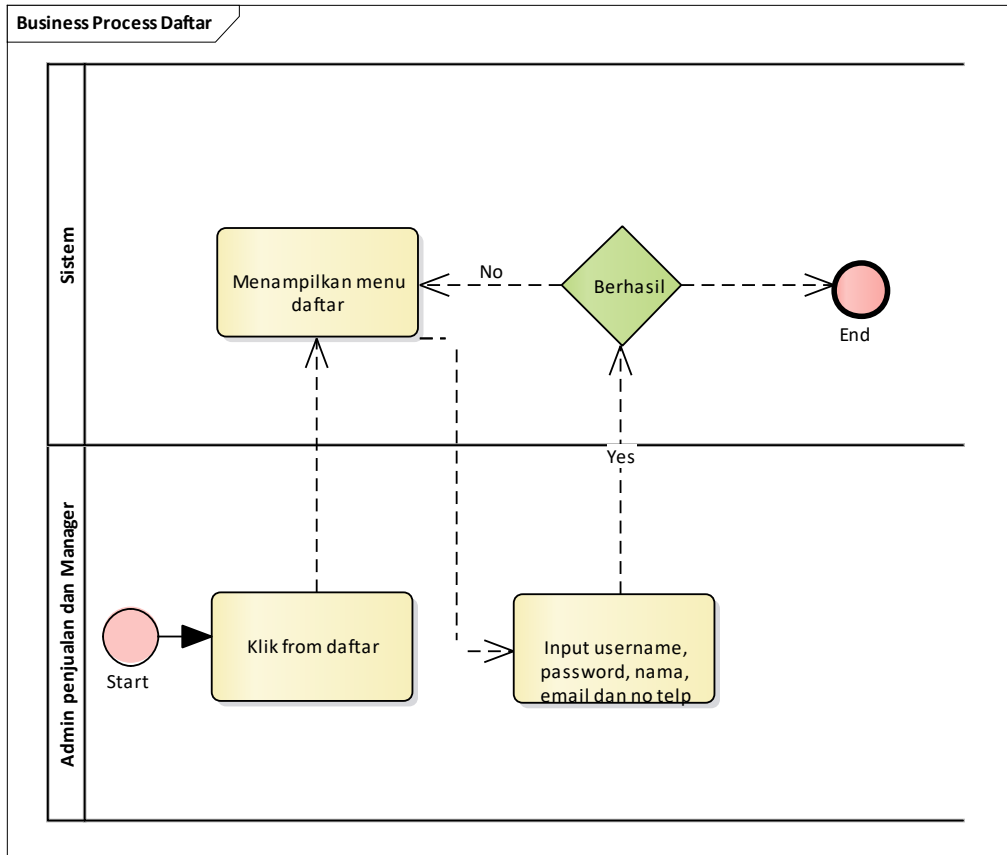 Business Process Daftar
Sistem
Menampilkan menu
daftar
No
Berhasil
End
Yes
Admin penjualan dan Manager
Start
Klik from daftar
Input username,
password, nama,
email dan no telp